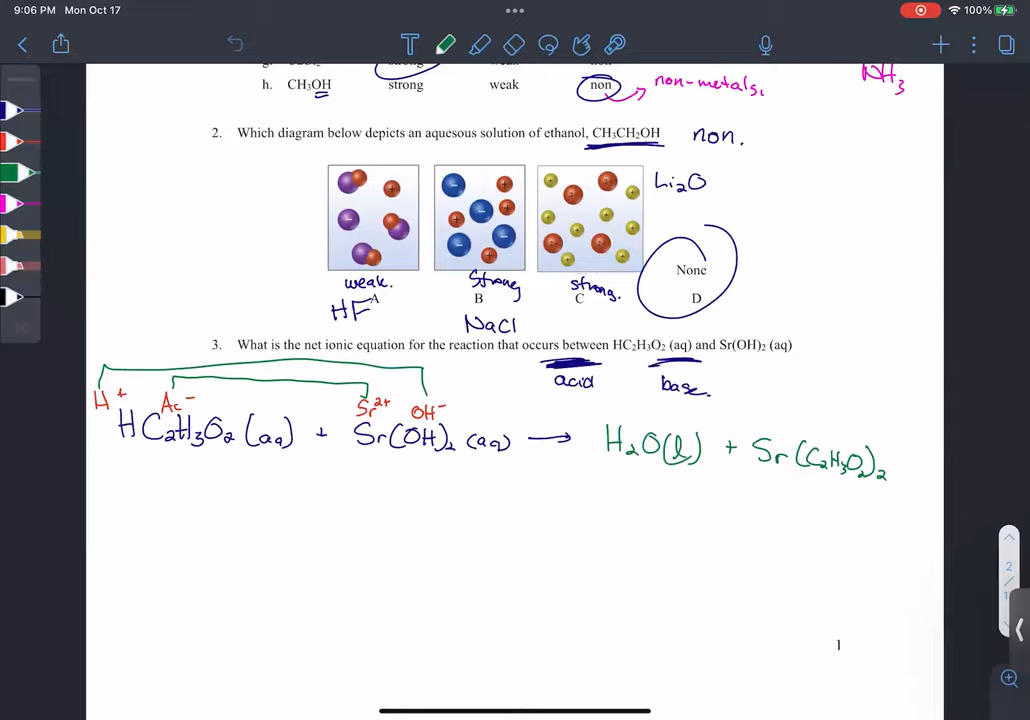 9:06 PM Mon Oct 17
100%
h. CH₃OH strong weak non
non-metals.
NH₃
2. Which diagram below depicts an aquesous solution of ethanol, CH₃CH₂OH non.
Li₂O
None
weak. Strong strong.
A B C D
HF NaCl
3. What is the net ionic equation for the reaction that occurs between HC₂H₃O₂ (aq) and Sr(OH)₂ (aq)
acid base.
H⁺ Ac⁻ Sr²⁺ OH⁻
HC₂H₃O₂ (aq) + Sr(OH)₂ (aq) → H₂O(l) + Sr(C₂H₃O₂)₂
1
2
/
1